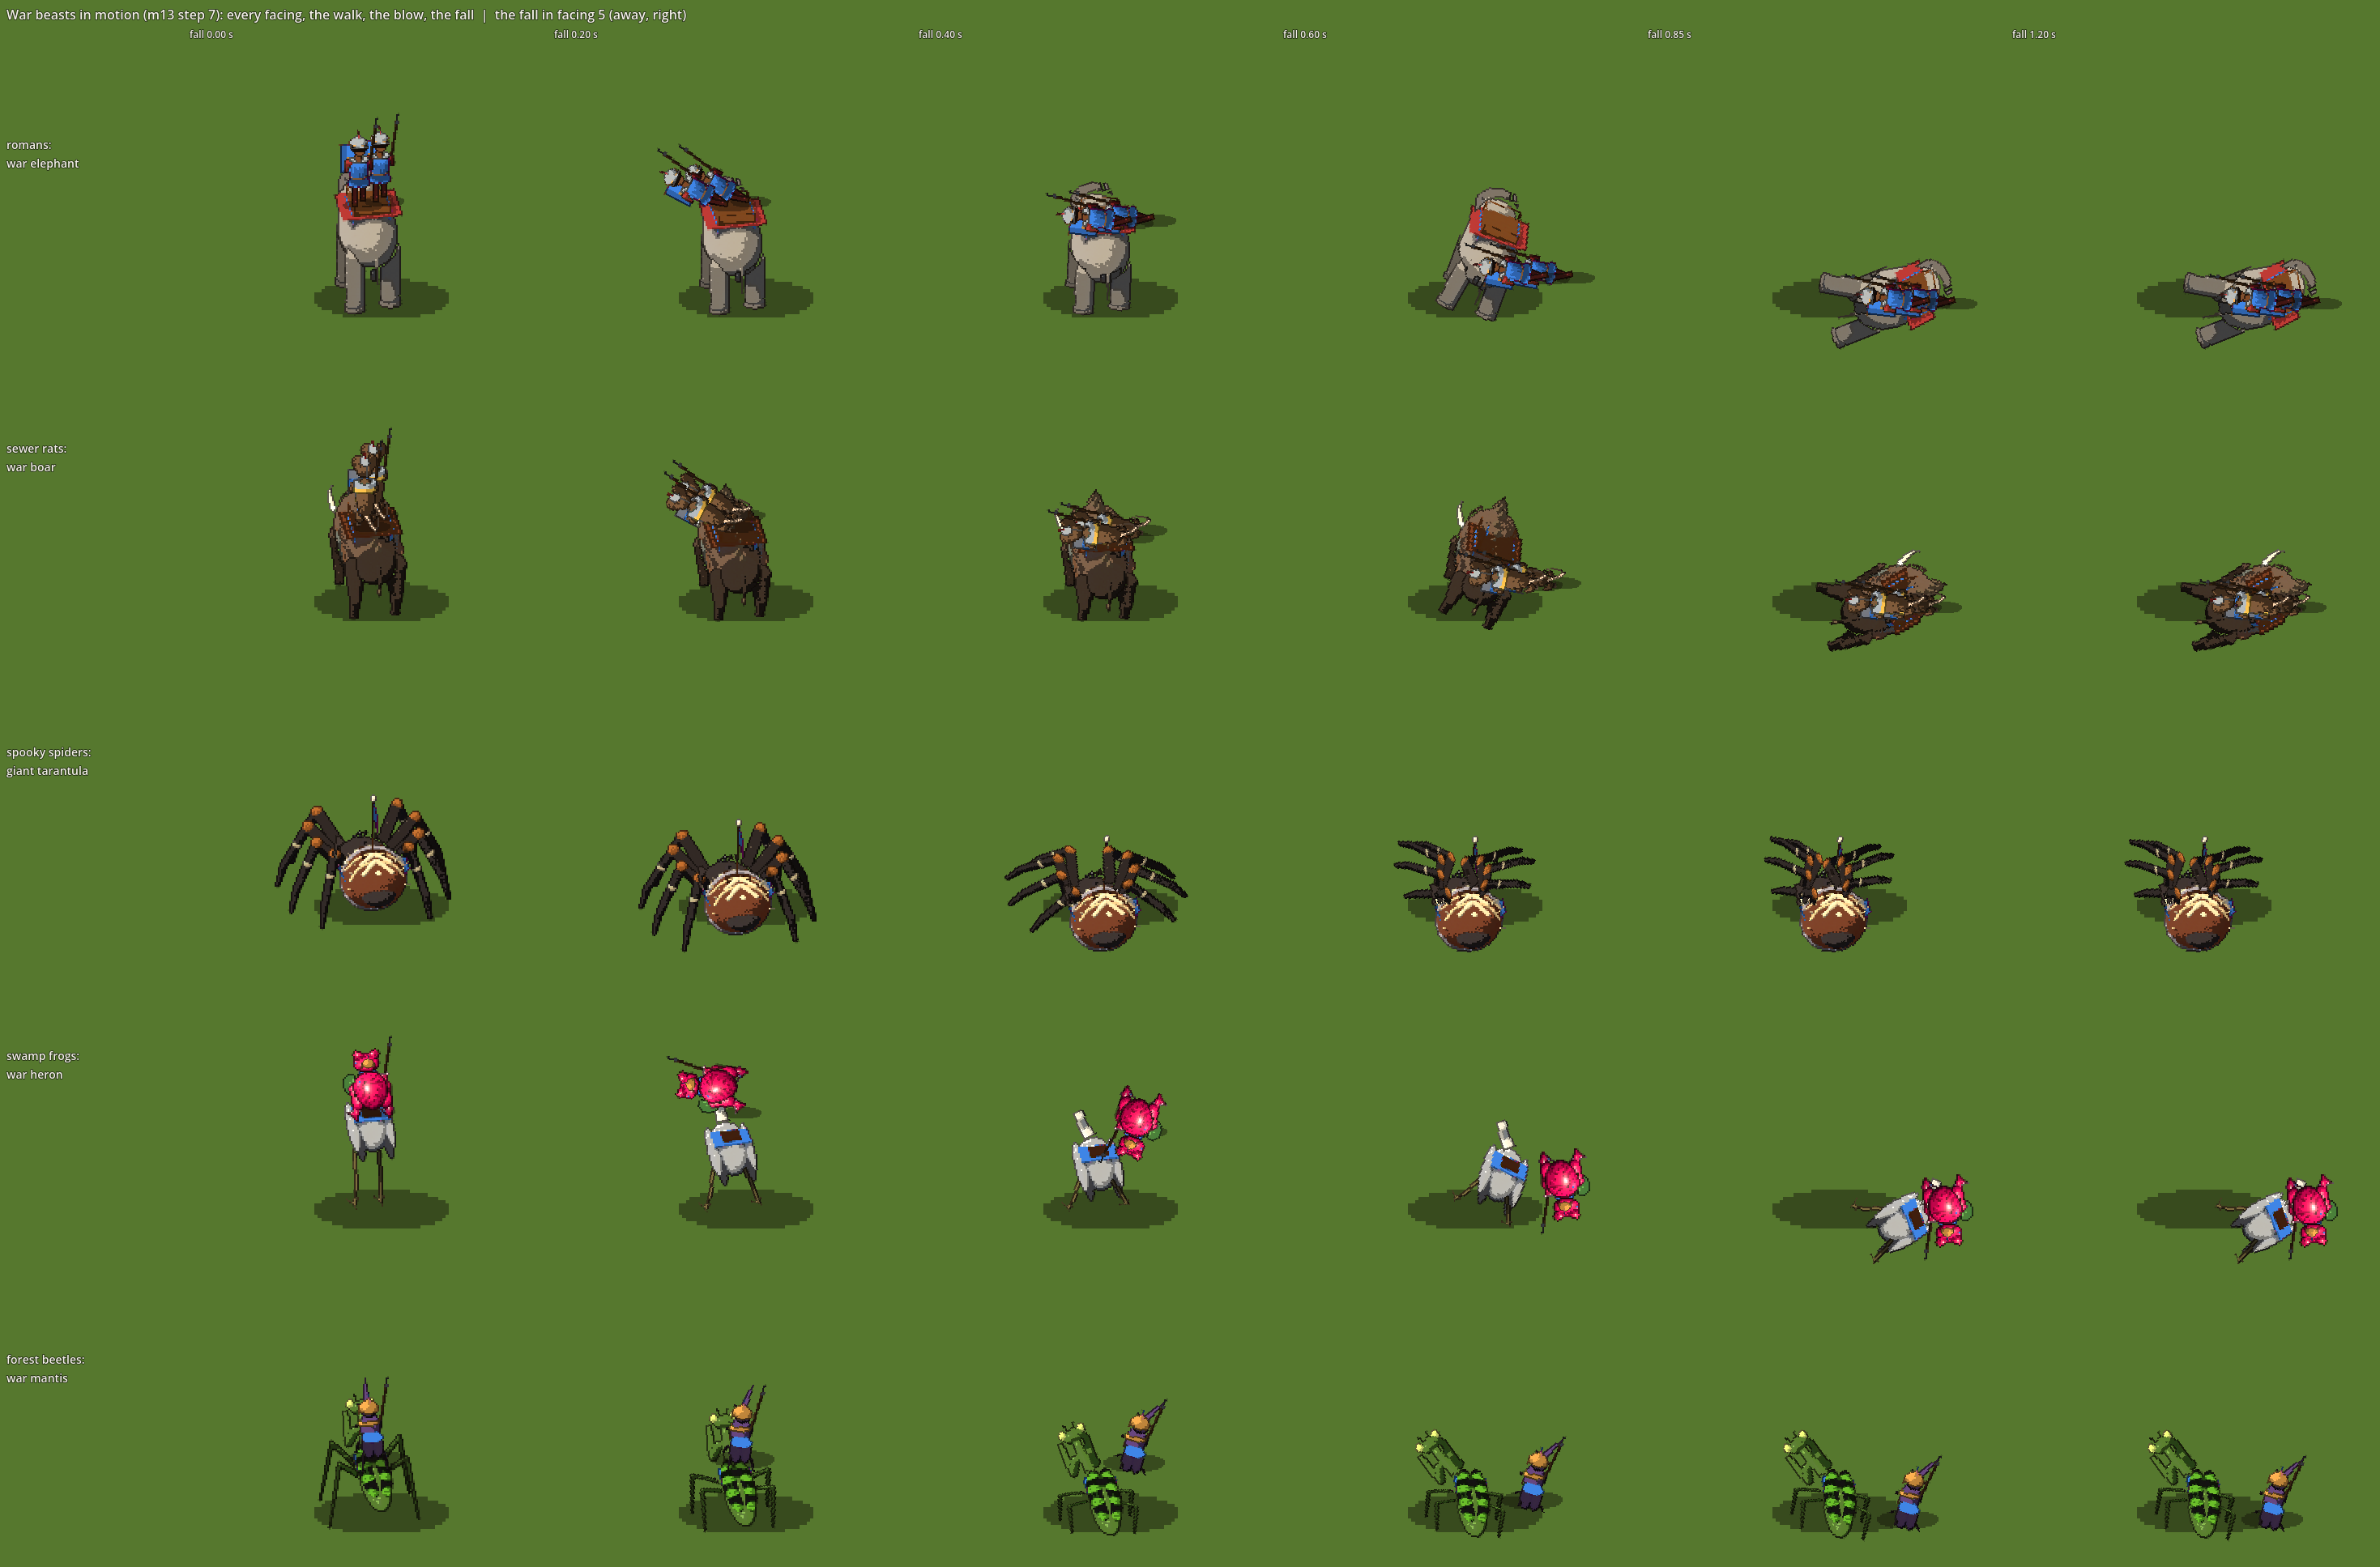 War beasts in motion (m13 step 7): every facing, the walk, the blow, the fall | the fall in facing 5 (away, right)
fall 0.00 s
fall 0.20 s
fall 0.40 s
fall 0.60 s
fall 0.85 s
fall 1.20 s
romans:
war elephant
sewer rats:
war boar
spooky spiders:
giant tarantula
swamp frogs:
war heron
forest beetles:
war mantis